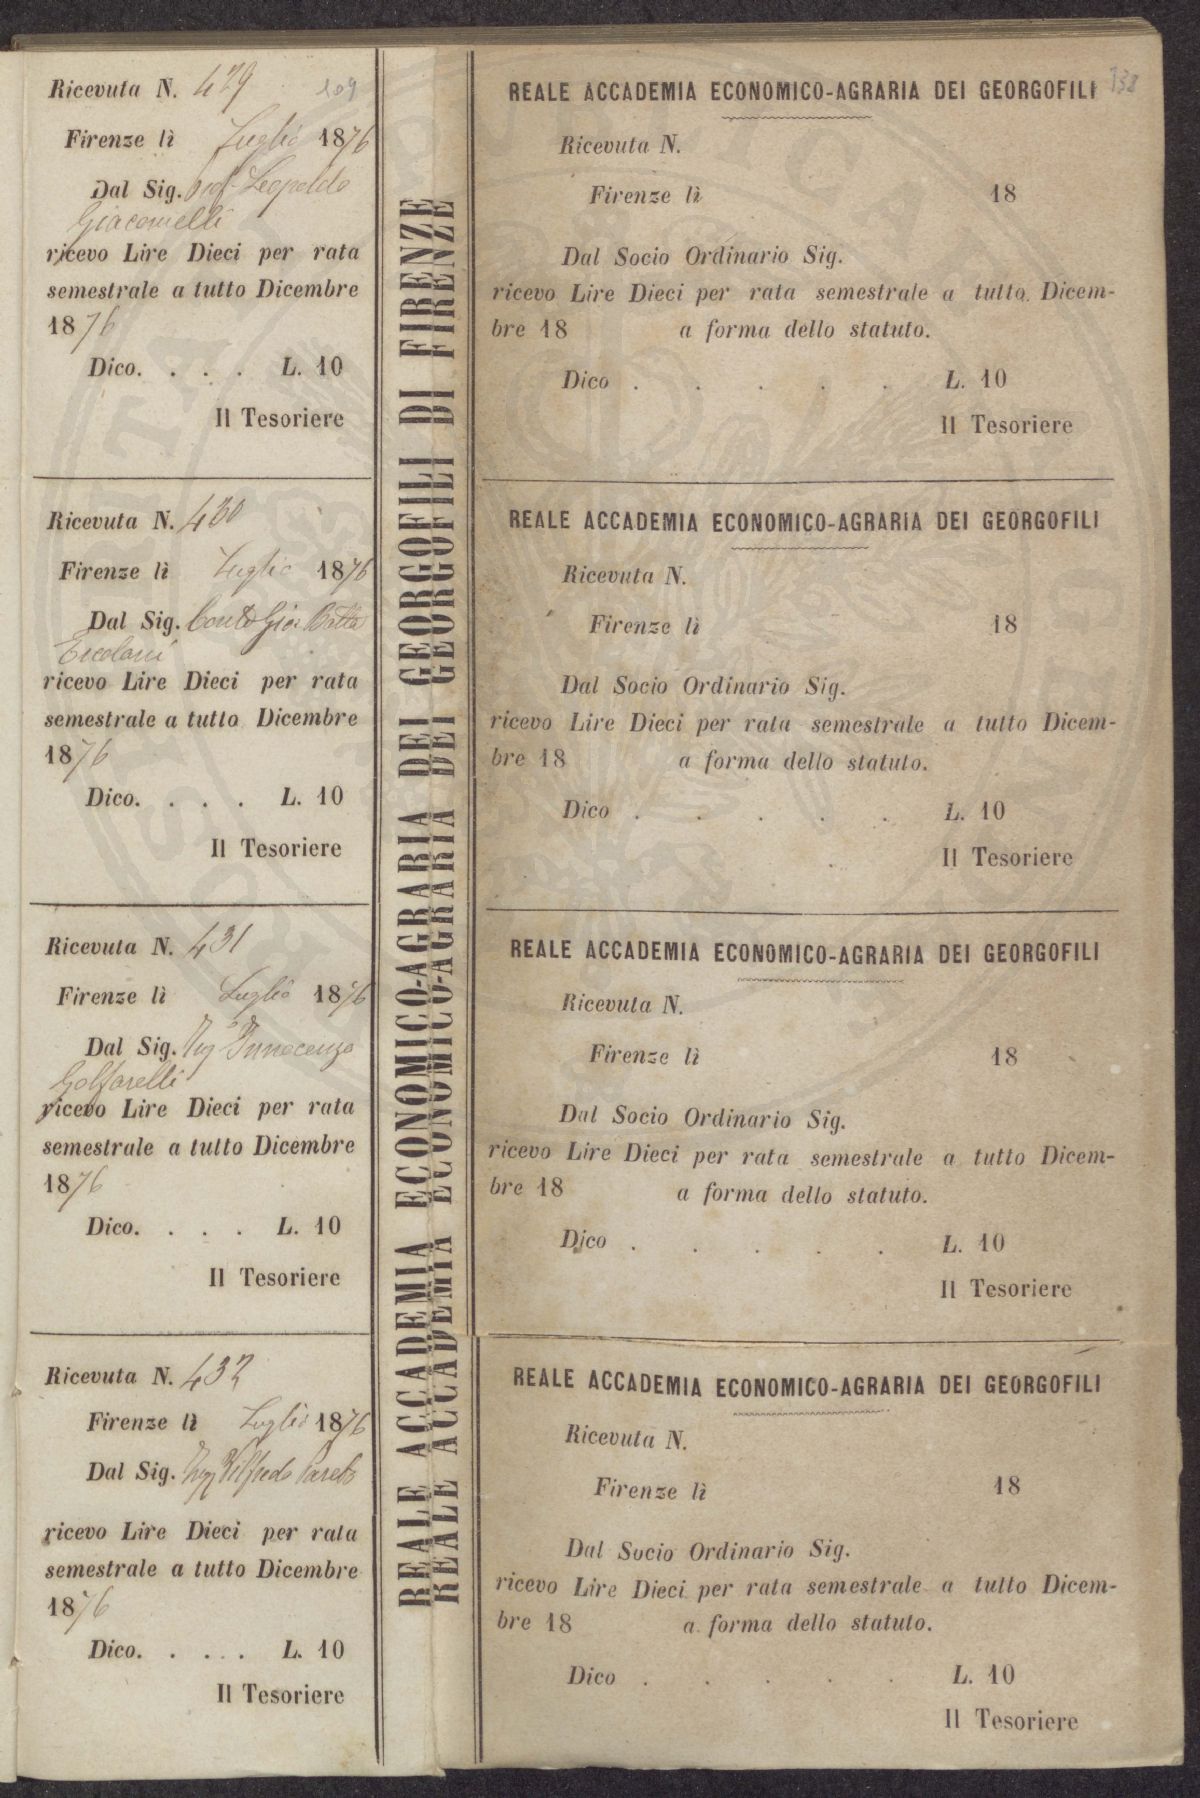 Ricevuta N. 429 109
Firenze lì Luglio 1876
Dal Sig. Prof. Leopoldo
Giacomelli
ricevo Lire Dieci per rata
semestrale a tutto Dicembre
1876
Dico. . . . L. 10
Il Tesoriere
Ricevuta N. 430
Firenze lì Luglio 1876
Dal Sig. Conte Gio. Batta
Ercolani
ricevo Lire Dieci per rata
semestrale a tutto Dicembre
1876
Dico. . . . L. 10
Il Tesoriere
Ricevuta N. 431
Firenze lì Luglio 1876
Dal Sig. Ing Innocenzo
Golfarelli
ricevo Lire Dieci per rata
semestrale a tutto Dicembre
1876
Dico. . . . L. 10
Il Tesoriere
Ricevuta N. 432
Firenze lì Luglio 1876
Dal Sig. Ing Vilfredo Pareto
ricevo Lire Dieci per rata
semestrale a tutto Dicembre
1876
Dico. . . . . L. 10
Il Tesoriere
REALE ACCADEMIA ECONOMICO-AGRARIA DEI GEORGOFILI DI FIRENZE
REALE ACCADEMIA ECONOMICO-AGRARIA DEI GEORGOFILI DI FIRENZE
REALE ACCADEMIA ECONOMICO-AGRARIA DEI GEORGOFILI 138
Ricevuta N.
Firenze lì 18
Dal Socio Ordinario Sig.
ricevo Lire Dieci per rata semestrale a tutto Dicem-
bre 18 a forma dello statuto.
Dico . . . . . L. 10
Il Tesoriere
REALE ACCADEMIA ECONOMICO-AGRARIA DEI GEORGOFILI
Ricevuta N.
Firenze lì 18
Dal Socio Ordinario Sig.
ricevo Lire Dieci per rata semestrale a tutto Dicem-
bre 18 a forma dello statuto.
Dico . . . . . L. 10
Il Tesoriere
REALE ACCADEMIA ECONOMICO-AGRARIA DEI GEORGOFILI
Ricevuta N.
Firenze lì 18
Dal Socio Ordinario Sig.
ricevo Lire Dieci per rata semestrale a tutto Dicem-
bre 18 a forma dello statuto.
Dico . . . . . L. 10
Il Tesoriere
REALE ACCADEMIA ECONOMICO-AGRARIA DEI GEORGOFILI
Ricevuta N.
Firenze lì 18
Dal Socio Ordinario Sig.
ricevo Lire Dieci per rata semestrale a tutto Dicem-
bre 18 a forma dello statuto.
Dico . . . . . L. 10
Il Tesoriere